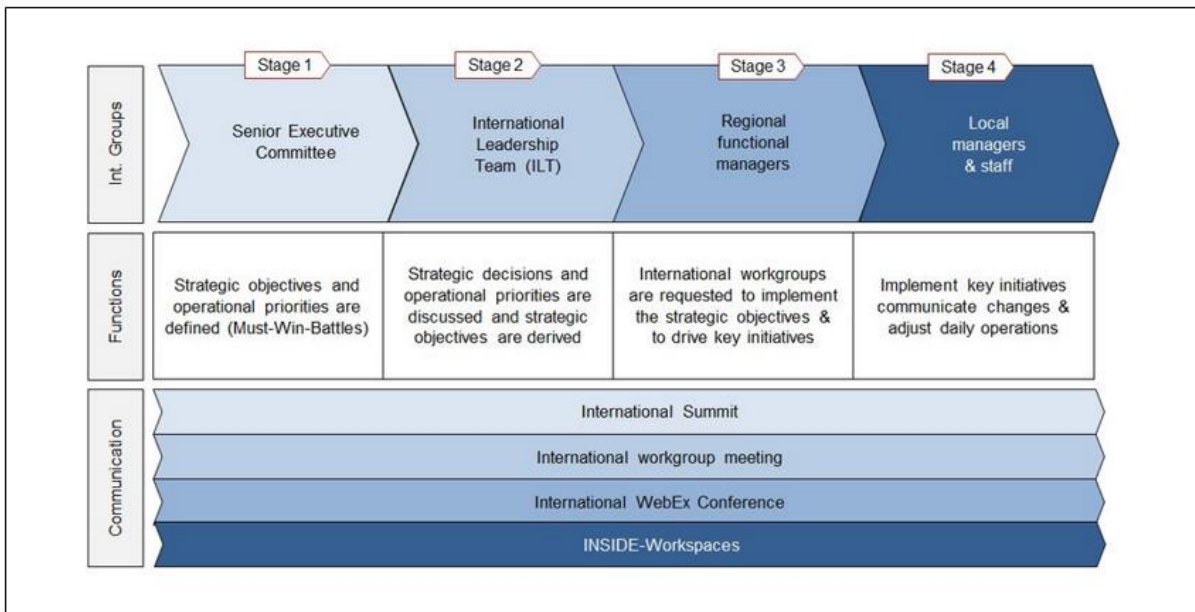 Stage 1
Stage 2
Stage 3
Stage 4
Int. Groups
Senior Executive
Committee
International
Leadership
Team (ILT)
Regional
functional
managers
Local
managers
& staff
Functions
Strategic objectives and
operational priorities are
defined (Must-Win-Battles)
Strategic decisions and
operational priorities are
discussed and strategic
objectives are derived
International workgroups
are requested to implement
the strategic objectives &
to drive key initiatives
Implement key initiatives
communicate changes &
adjust daily operations
Communication
International Summit
International workgroup meeting
International WebEx Conference
INSIDE-Workspaces